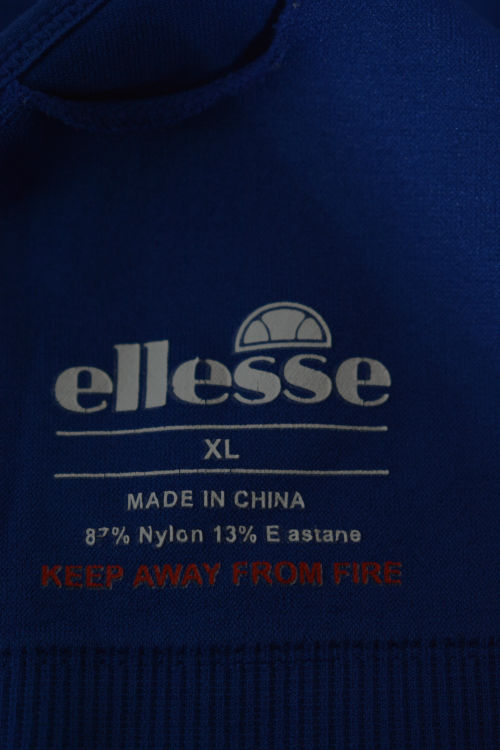 ellesse
XL
MADE IN CHINA
87% Nylon 13% E astane
KEEP AWAY FROM FIRE